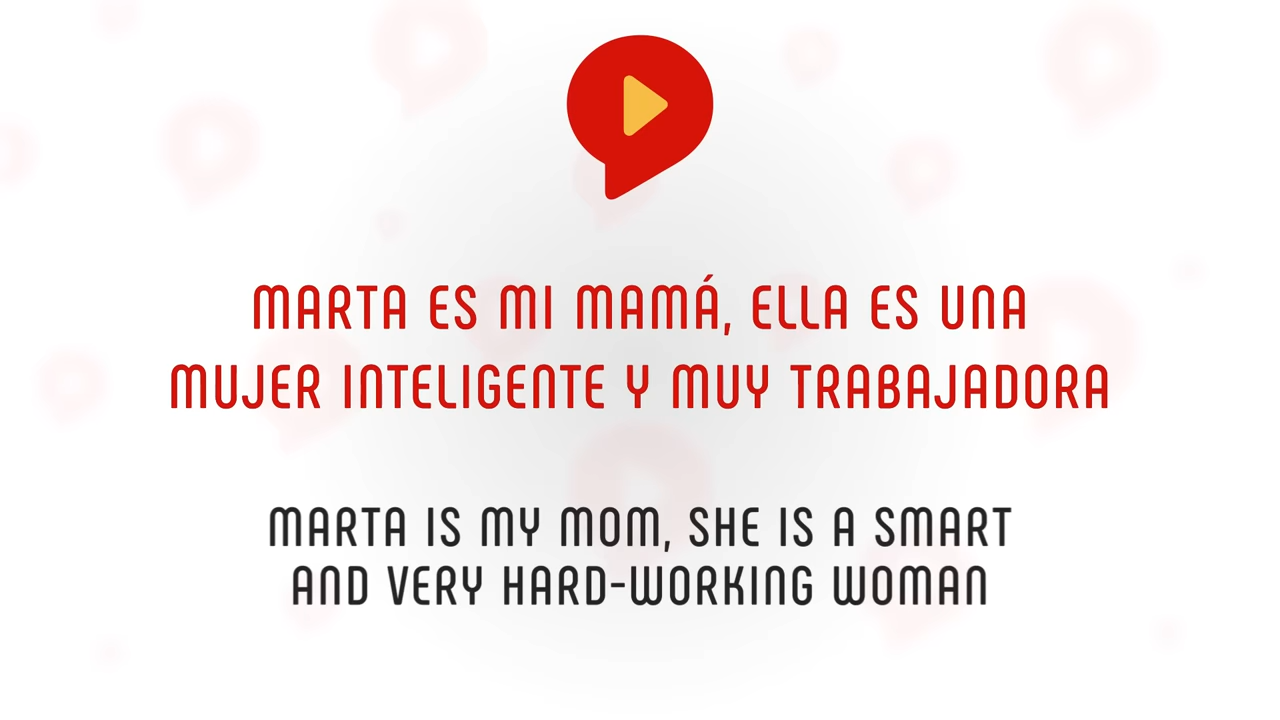 MARTA ES MI MAMÁ, ELLA ES UNA
MUJER INTELIGENTE Y MUY TRABAJADORA
MARTA IS MY MOM, SHE IS A SMART
AND VERY HARD-WORKING WOMAN